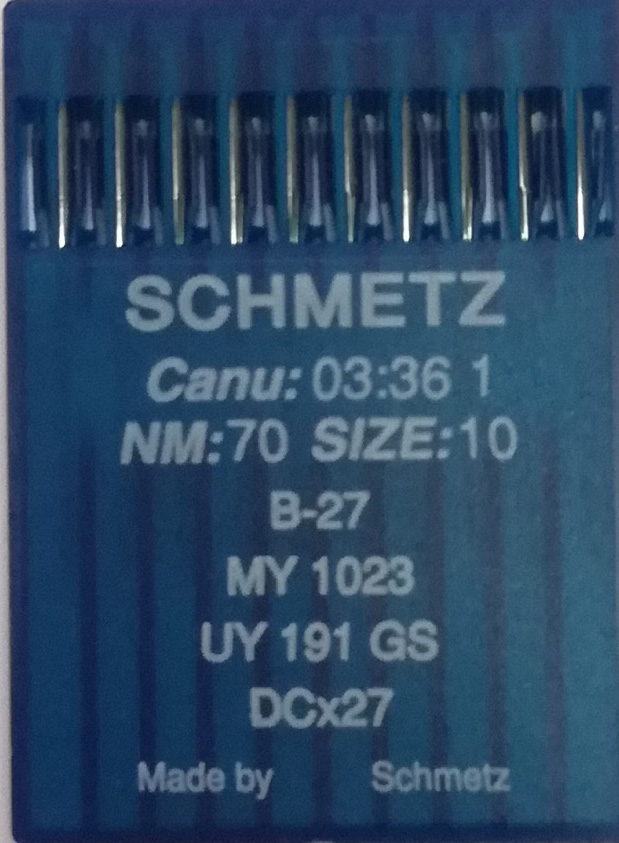 SCHMETZ
Canu: 03:36 1
NM:70 SIZE:10
B-27
MY 1023
UY 191 GS
DCx27
Made by Schmetz